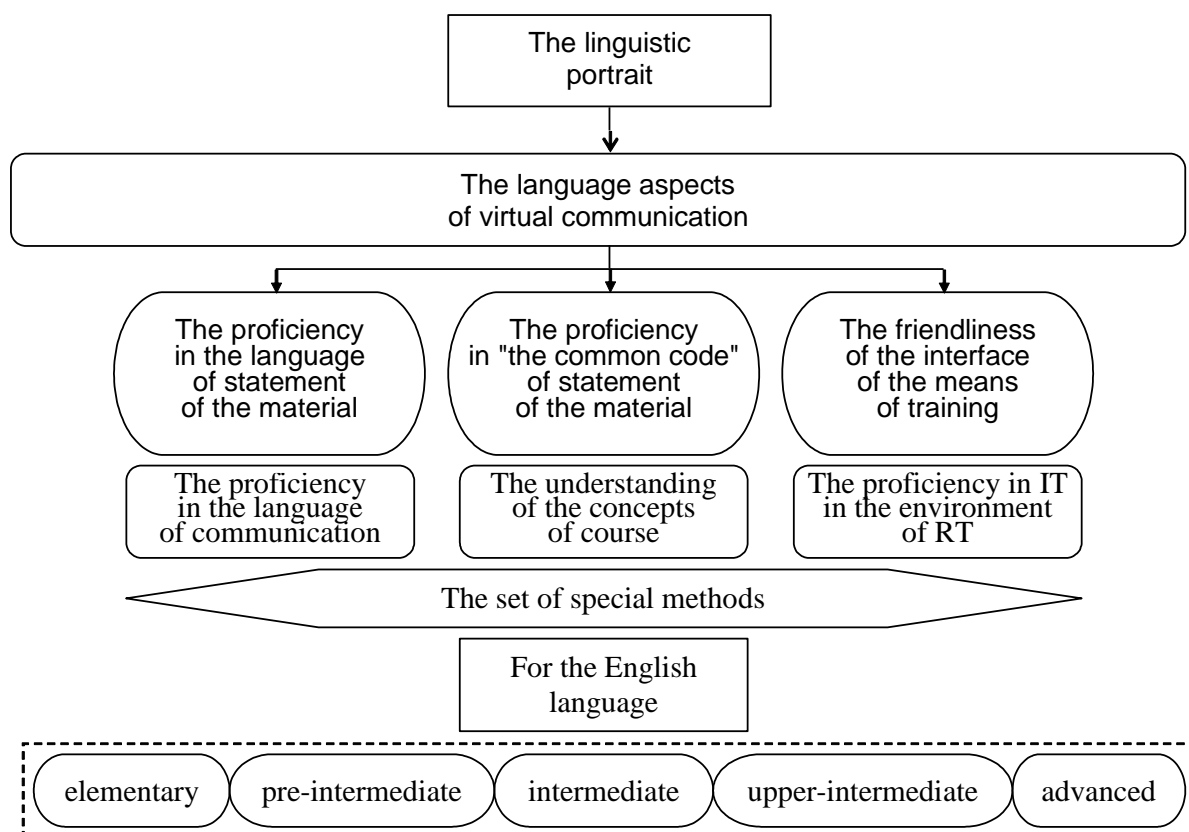 The linguistic
portrait
The language aspects
of virtual communication
The proficiency
in the language
of statement
of the material
The proficiency
in "the common code"
of statement
of the material
The friendliness
of the interface
of the means
of training
The proficiency
in the language
of communication
The understanding
of the concepts
of course
The proficiency in IT
in the environment
of RT
The set of special methods
For the English
language
elementary
pre-intermediate
intermediate
upper-intermediate
advanced